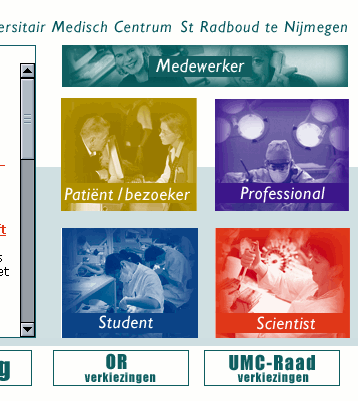 ersitair Medisch Centrum St Radboud te Nijmegen
Medewerker
Patiënt / bezoeker
Professional
ft
s
et
Student
Scientist
g
OR
verkiezingen
UMC-Raad
verkiezingen